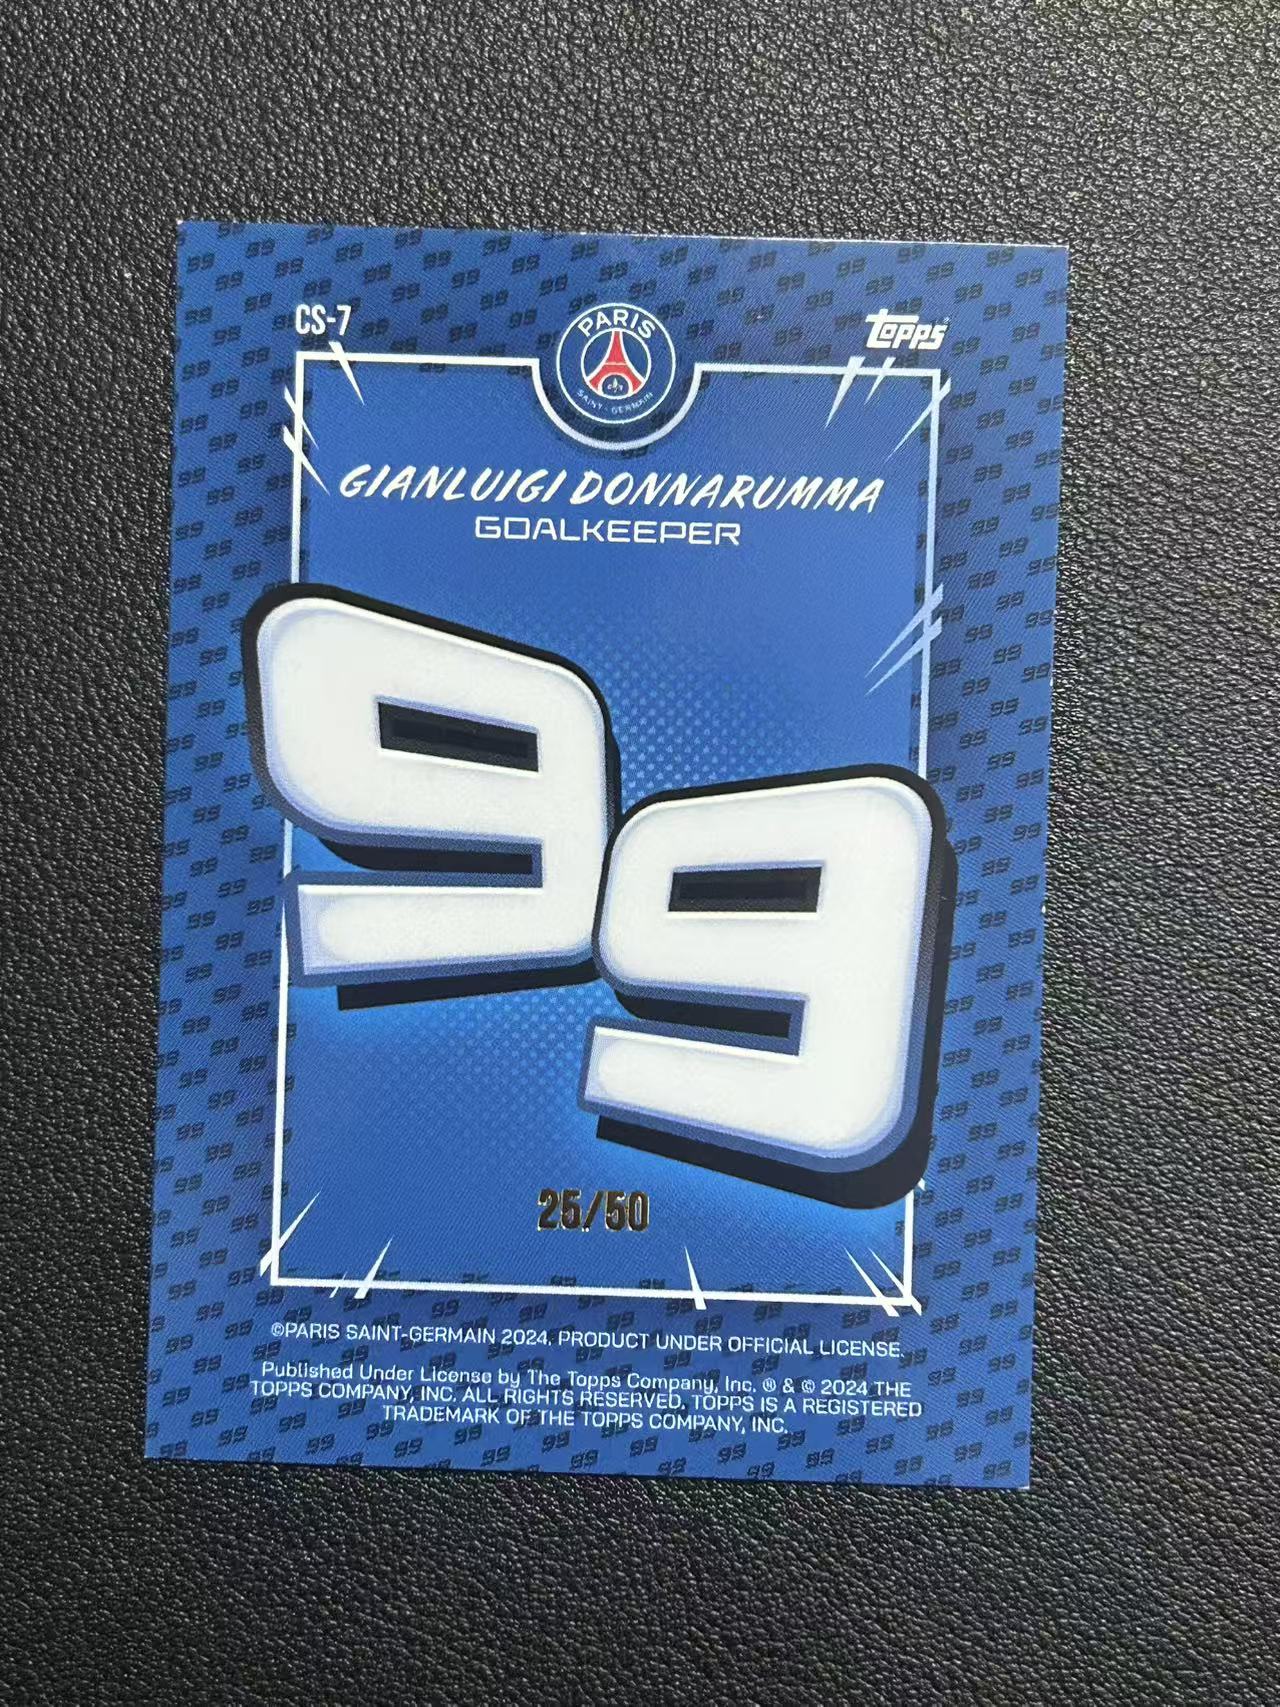 CS-7
PARIS
SAINT-GERMAIN
Topps
GIANLUIGI DONNARUMMA
GOALKEEPER
99
25/50
©PARIS SAINT-GERMAIN 2024. PRODUCT UNDER OFFICIAL LICENSE.
Published Under License by The Topps Company, Inc. ® & © 2024 THE
TOPPS COMPANY, INC. ALL RIGHTS RESERVED. TOPPS IS A REGISTERED
TRADEMARK OF THE TOPPS COMPANY, INC.